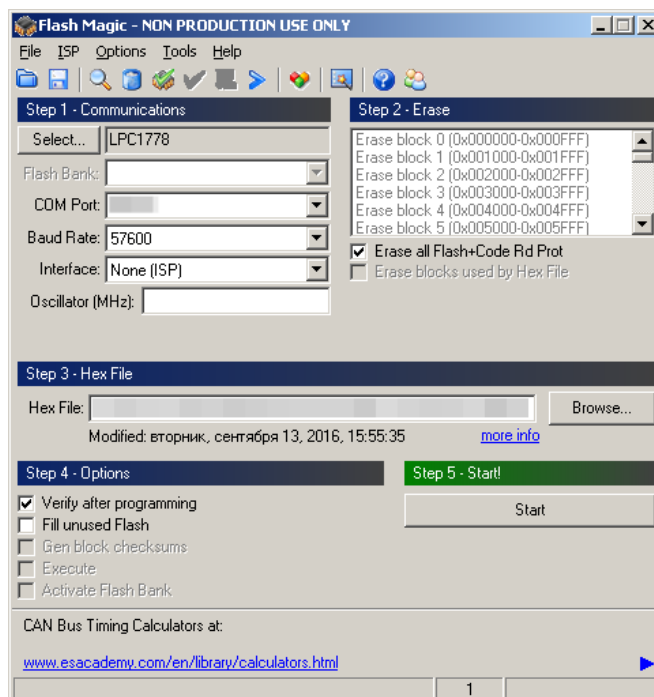 Flash Magic - NON PRODUCTION USE ONLY
File ISP Options Tools Help
Step 1 - Communications
Select... LPC1778
Flash Bank:
COM Port:
Baud Rate: 57600
Interface: None (ISP)
Oscillator (MHz):
Step 2 - Erase
Erase block 0 (0x000000-0x000FFF)
Erase block 1 (0x001000-0x001FFF)
Erase block 2 (0x002000-0x002FFF)
Erase block 3 (0x003000-0x003FFF)
Erase block 4 (0x004000-0x004FFF)
Erase block 5 (0x005000-0x005FFF)
Erase all Flash+Code Rd Prot
Erase blocks used by Hex File
Step 3 - Hex File
Hex File: Browse...
Modified: вторник, сентября 13, 2016, 15:55:35 more info
Step 4 - Options
Verify after programming
Fill unused Flash
Gen block checksums
Execute
Activate Flash Bank
Step 5 - Start!
Start
CAN Bus Timing Calculators at:
www.esacademy.com/en/library/calculators.html
1